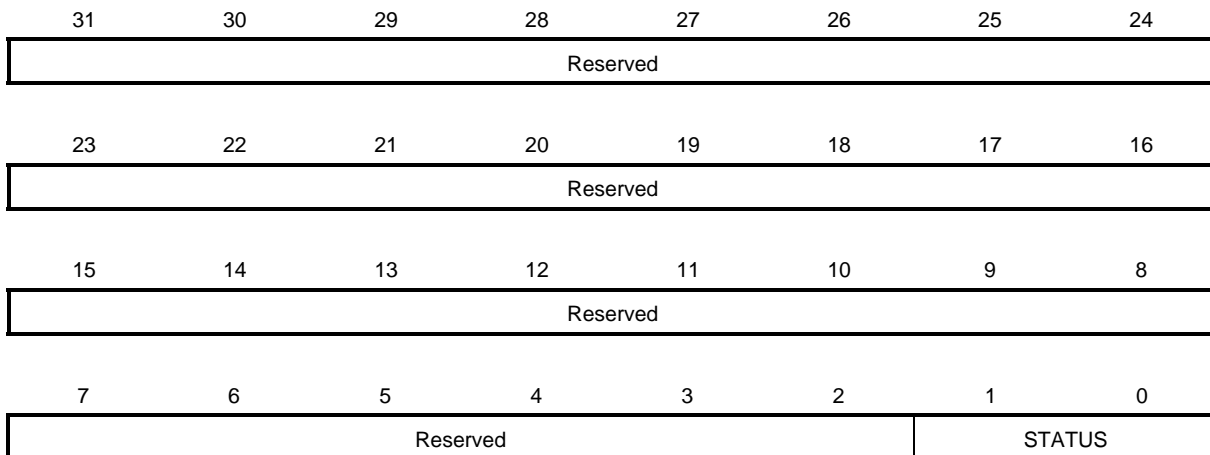 31 30 29 28 27 26 25 24
Reserved
23 22 21 20 19 18 17 16
Reserved
15 14 13 12 11 10 9 8
Reserved
7 6 5 4 3 2 1 0
Reserved STATUS